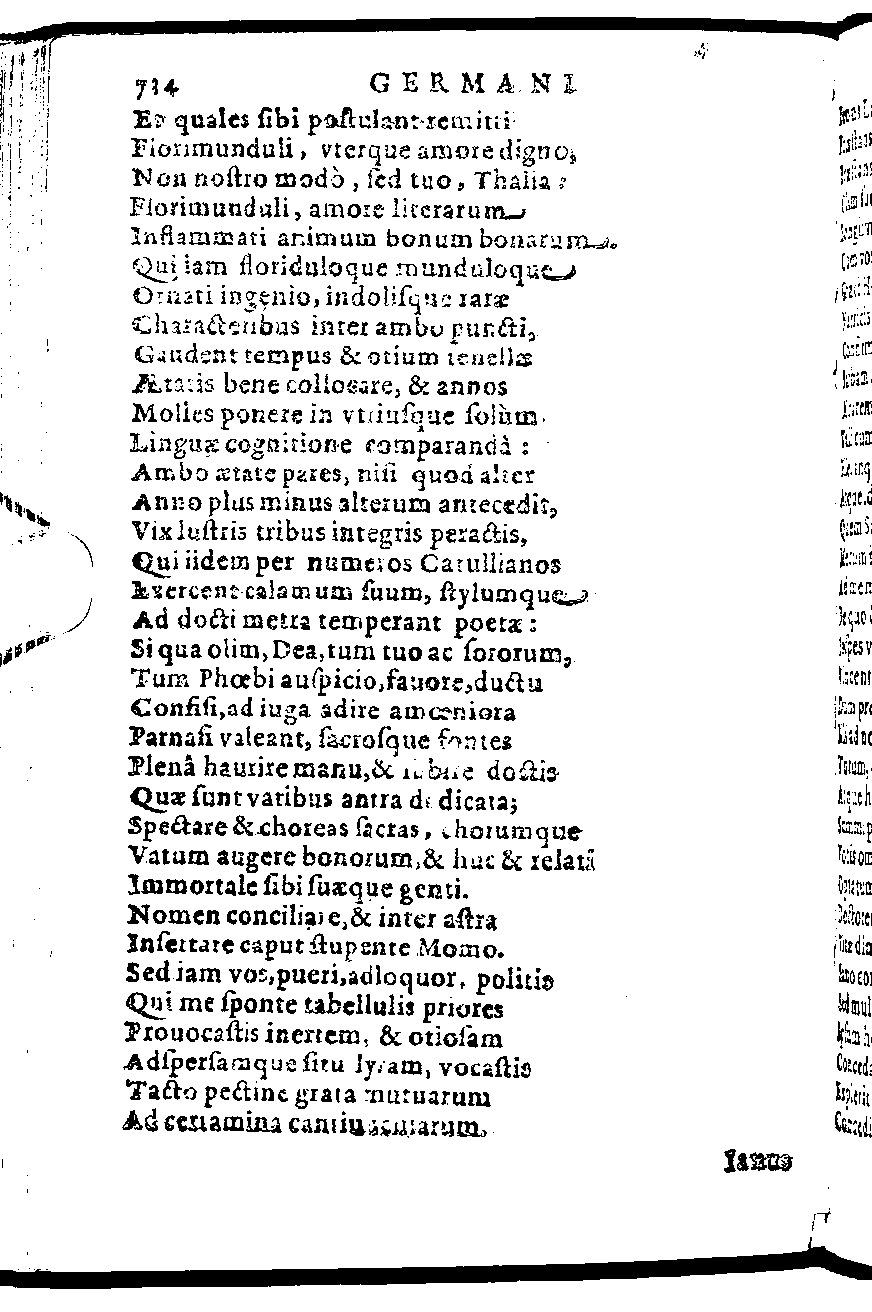 734 GERMANI
Et quales ſibi poſtulant remitti
Florimunduli, vterque amore digno,
Non noſtro modò, ſed tuo, Thalia:
Florimunduli, amore literarum
Inflammati animum bonum bonarum.
Qui iam floriduloque munduloque
Ornati ingenio, indoliſque raræ
Characteribus inter ambo puncti,
Gaudent tempus & otium tenellæ
Ætatis bene collocare, & annos
Molles ponere in vtriuſque ſolùm.
Linguæ cognitione comparandâ:
Ambo ætate pares, niſi quod alter
Anno plus minus alterum antecedit,
Vix luſtris tribus integris peractis,
Qui iidem per numeros Catullianos
Exercent calamum ſuum, ſtylumque
Ad docti metra temperant poetæ:
Si qua olim, Dea, tum tuo ac ſororum,
Tum Phœbi auſpicio, fauore, ductu
Confiſi, ad iuga adire amœniora
Parnaſi valeant, ſacroſque fontes
Plenâ haurire manu, & ſubire doctis
Quæ ſunt vatibus antra dedicata;
Spectare & choreas ſacras, chorumque
Vatum augere bonorum, & huc & relatâ
Immortale ſibi ſuæque genti.
Nomen conciliare, & inter aſtra
Inſertare caput ſtupente Momo.
Sed iam vos, pueri, adloquor, politis
Qui me ſponte tabellulis priores
Prouocaſtis inertem, & otioſam
Adſperſamque ſitu lyram, vocaſtis
Tacto pectine grata mutuarum
Ad certamina cantiuncularum.
Ianus